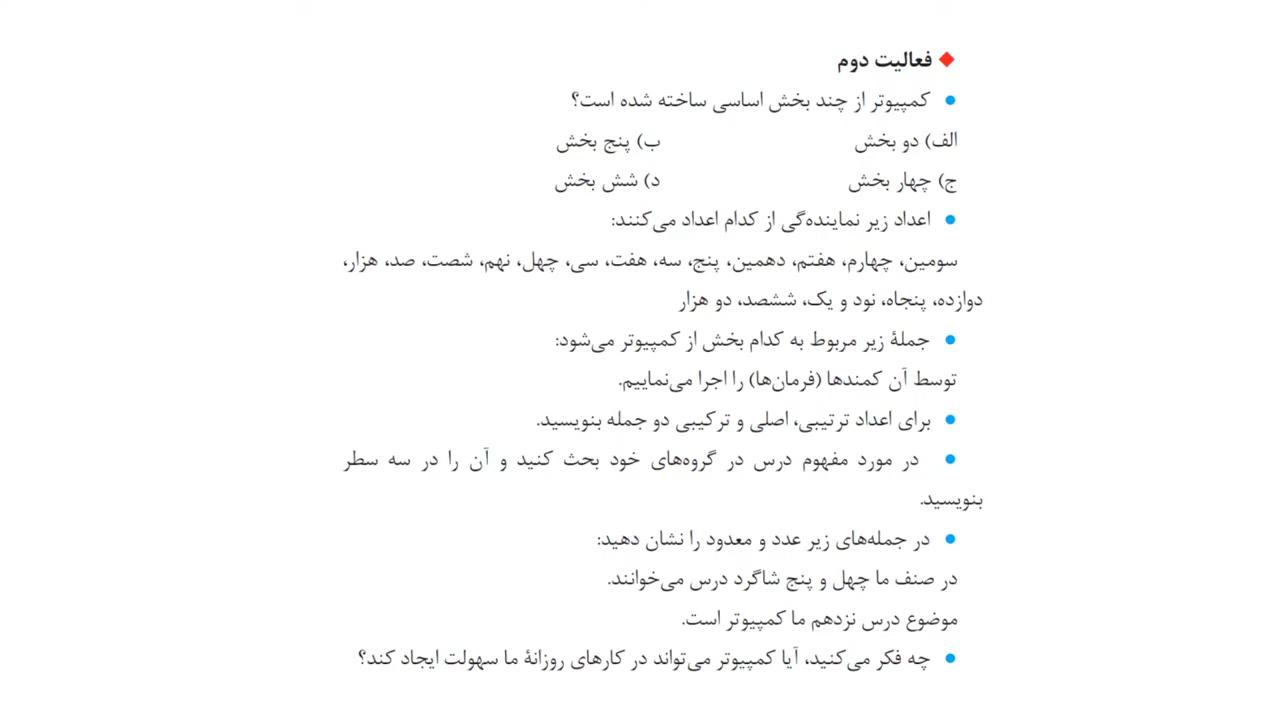 فعالیت دوم
کمپیوتر از چند بخش اساسی ساخته شده است؟
الف) دو بخش ب) پنج بخش
ج) چهار بخش د) شش بخش
اعداد زیر نماینده‌گی از کدام اعداد می‌کنند:
سومین، چهارم، هفتم، دهمین، پنج، سه، هفت، سی، چهل، نهم، شصت، صد، هزار،
دوازده، پنجاه، نود و یک، ششصد، دو هزار
جملهٔ زیر مربوط به کدام بخش از کمپیوتر می‌شود:
توسط آن کمندها (فرمان‌ها) را اجرا می‌نماییم.
برای اعداد ترتیبی، اصلی و ترکیبی دو جمله بنویسید.
در مورد مفهوم درس در گروه‌های خود بحث کنید و آن را در سه سطر
بنویسید.
در جمله‌های زیر عدد و معدود را نشان دهید:
در صنف ما چهل و پنج شاگرد درس می‌خوانند.
موضوع درس نزدهم ما کمپیوتر است.
چه فکر می‌کنید، آیا کمپیوتر می‌تواند در کارهای روزانهٔ ما سهولت ایجاد کند؟